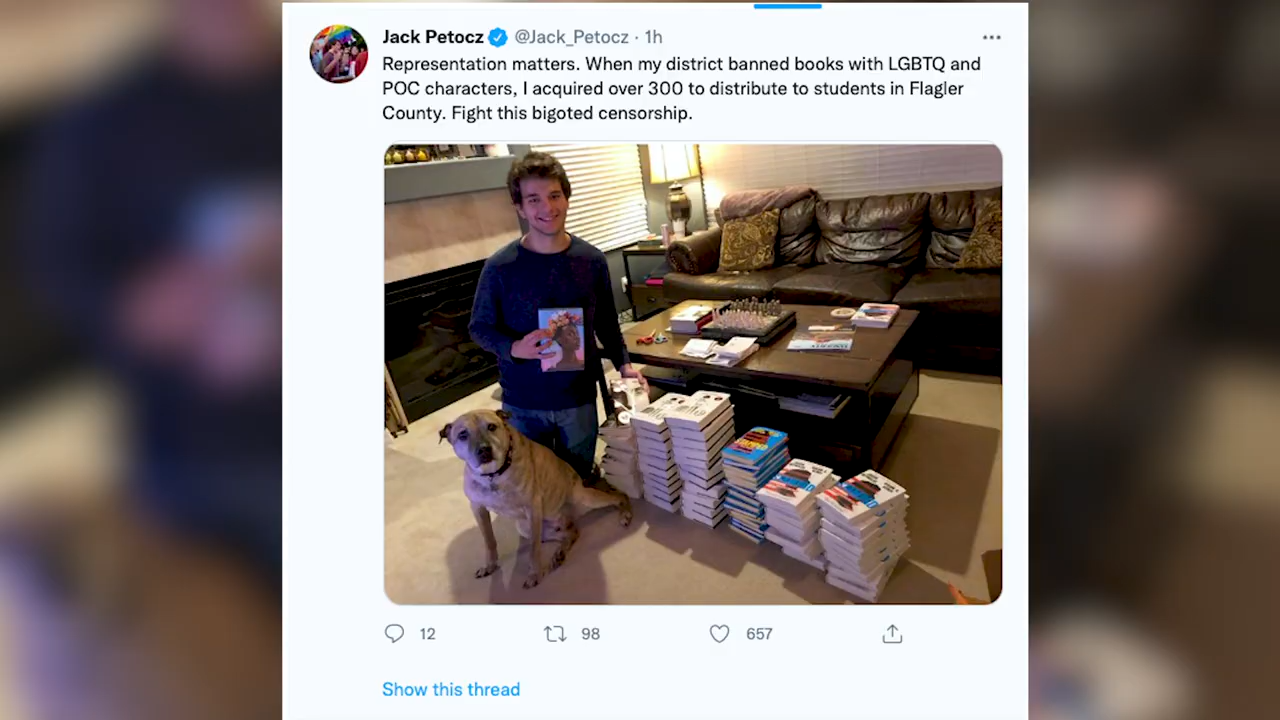 Jack Petocz @Jack_Petocz · 1h
Representation matters. When my district banned books with LGBTQ and
POC characters, I acquired over 300 to distribute to students in Flagler
County. Fight this bigoted censorship.
12 98 657
Show this thread